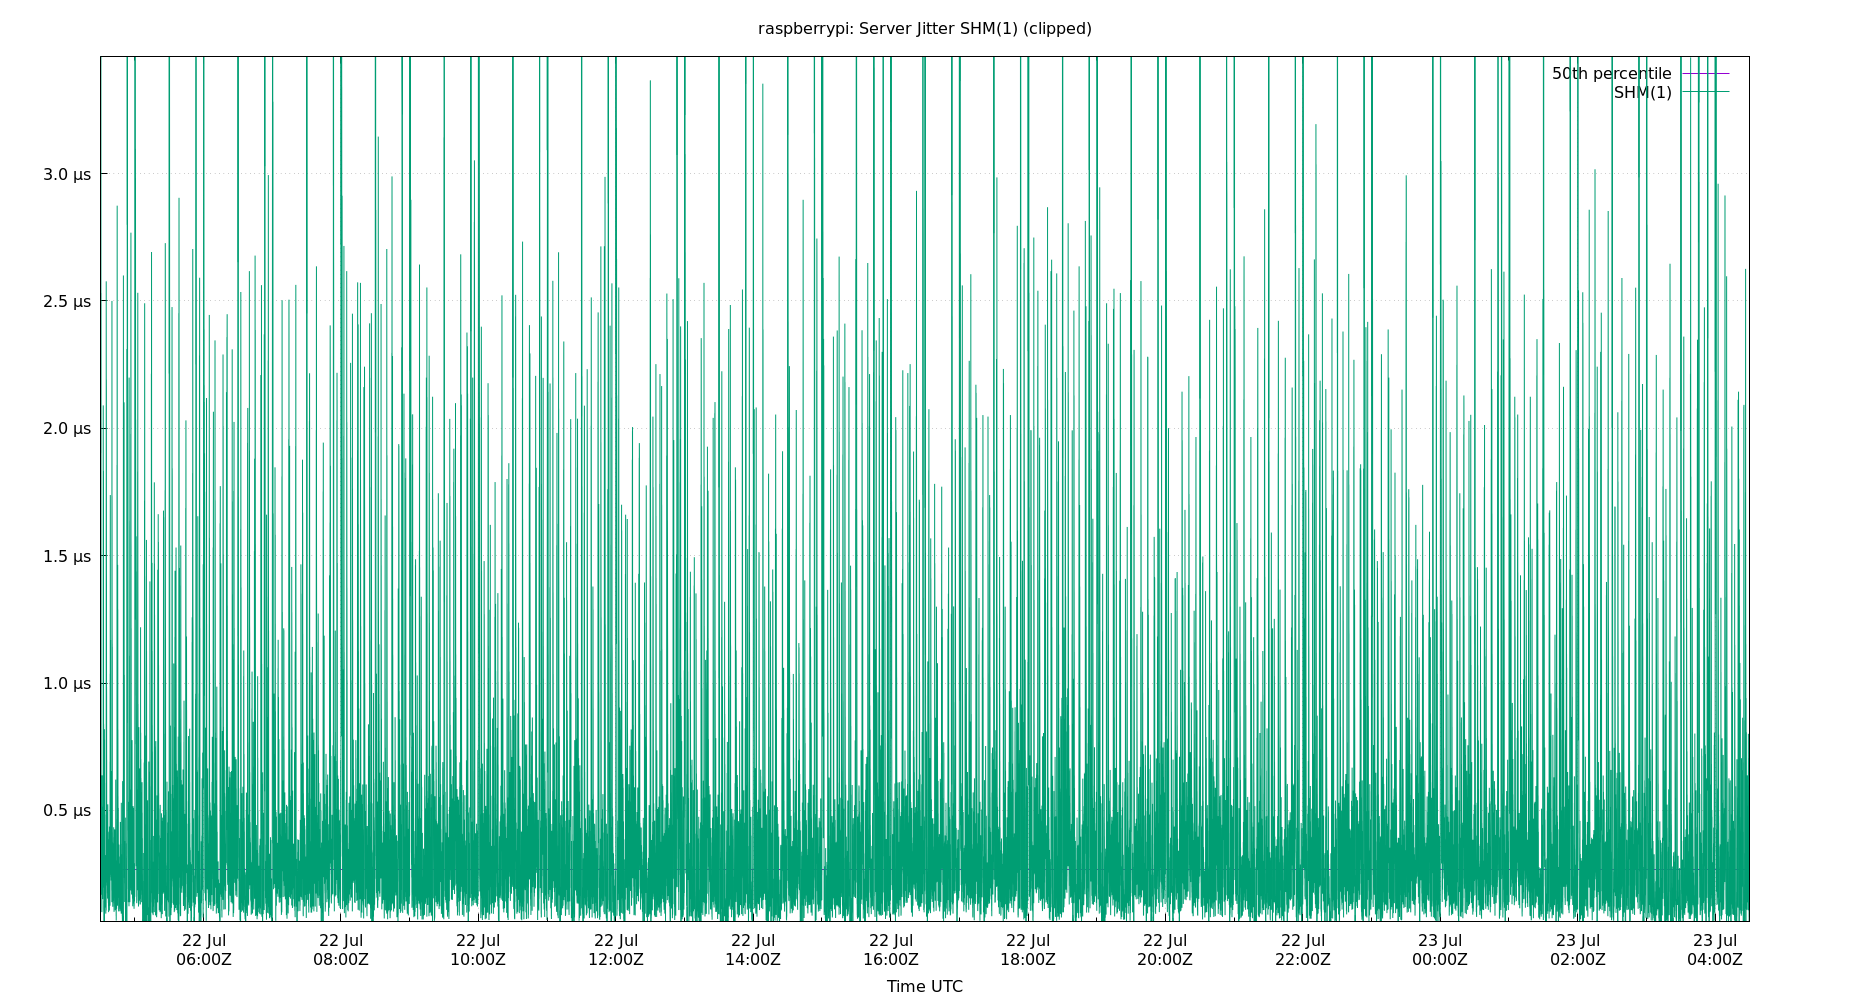 raspberrypi: Server Jitter SHM(1) (clipped)
50th percentile
SHM(1)
3.0 µs
2.5 µs
2.0 µs
1.5 µs
1.0 µs
0.5 µs
22 Jul 22 Jul 22 Jul 22 Jul 22 Jul 22 Jul 22 Jul 22 Jul 22 Jul 23 Jul 23 Jul 23 Jul
06:00Z 08:00Z 10:00Z 12:00Z 14:00Z 16:00Z 18:00Z 20:00Z 22:00Z 00:00Z 02:00Z 04:00Z
Time UTC